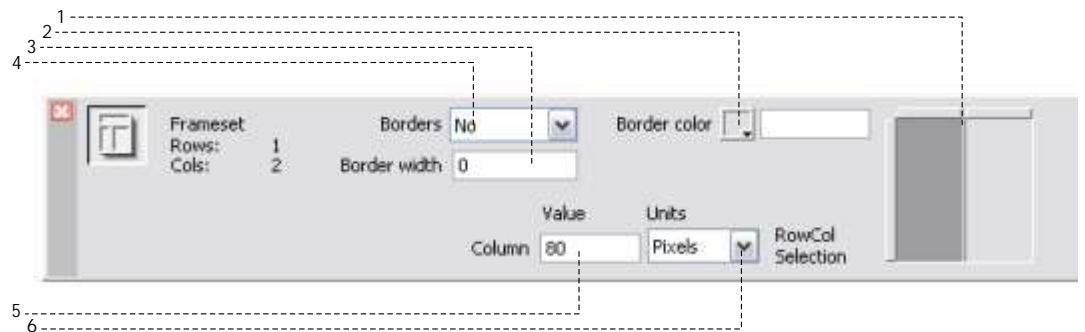 1
2
3
4
Frameset
Rows: 1
Cols: 2
Borders No
Border width 0
Border color
Value Units
Column 80 Pixels
RowCol
Selection
5
6